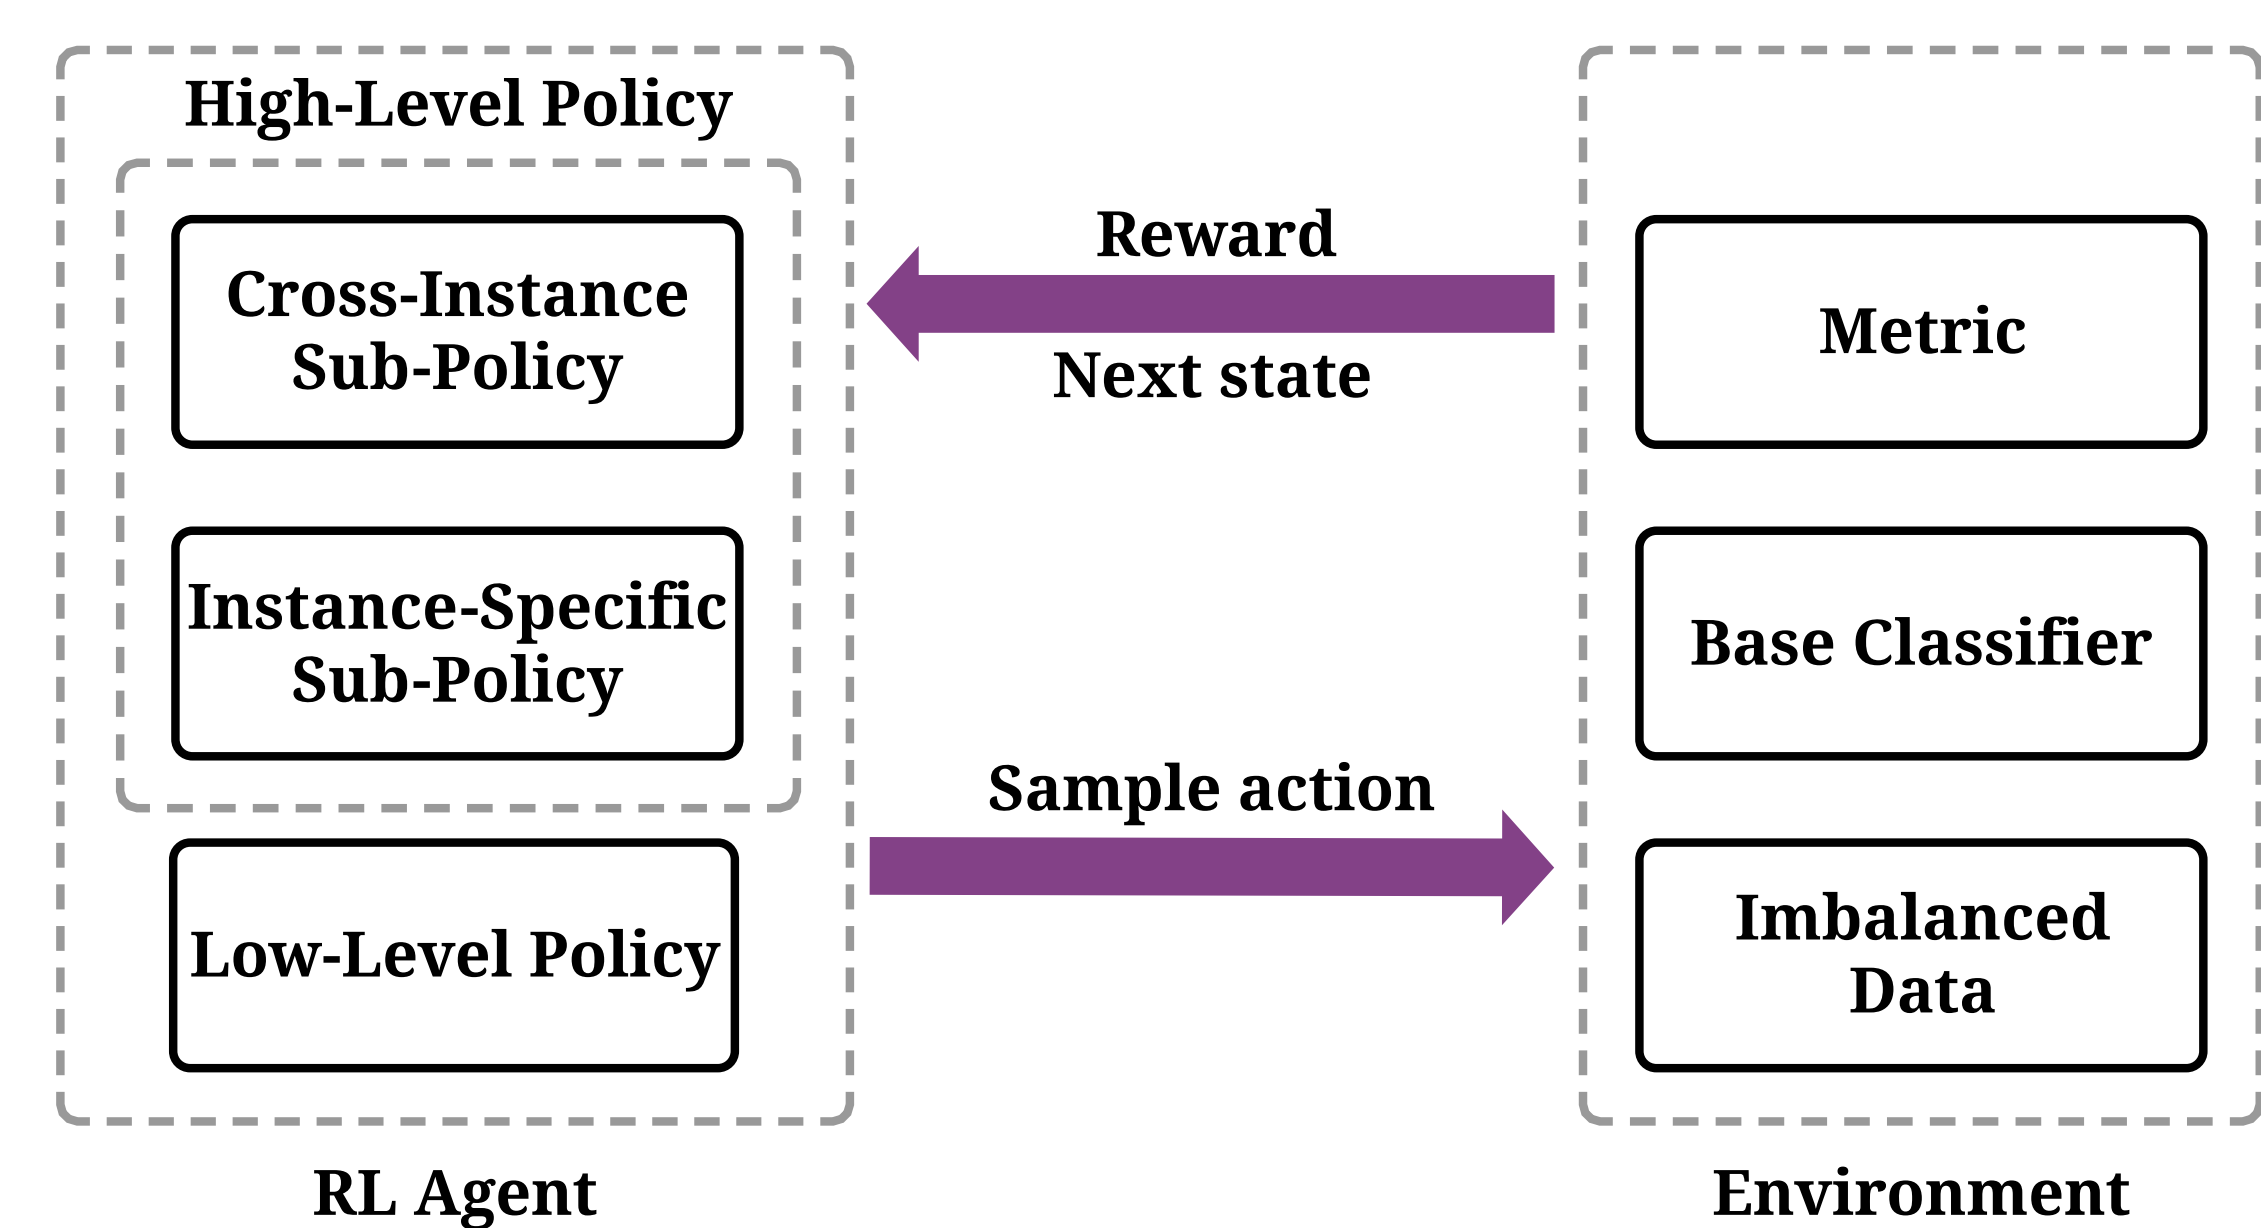 High-Level Policy
Cross-Instance
Sub-Policy
Instance-Specific
Sub-Policy
Low-Level Policy
RL Agent
Reward
Next state
Sample action
Metric
Base Classifier
Imbalanced
Data
Environment